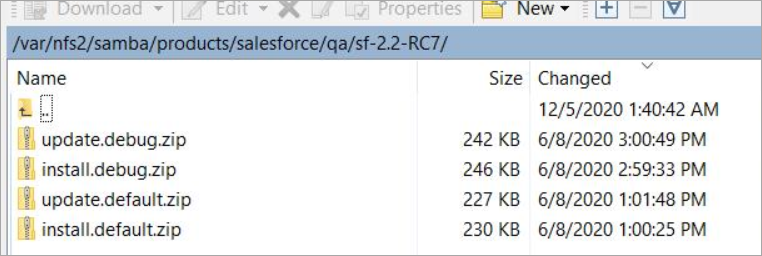 Download Edit Properties New
/var/nfs2/samba/products/salesforce/qa/sf-2.2-RC7/
Name Size Changed
.. 12/5/2020 1:40:42 AM
update.debug.zip 242 KB 6/8/2020 3:00:49 PM
install.debug.zip 246 KB 6/8/2020 2:59:33 PM
update.default.zip 227 KB 6/8/2020 1:01:48 PM
install.default.zip 230 KB 6/8/2020 1:00:25 PM